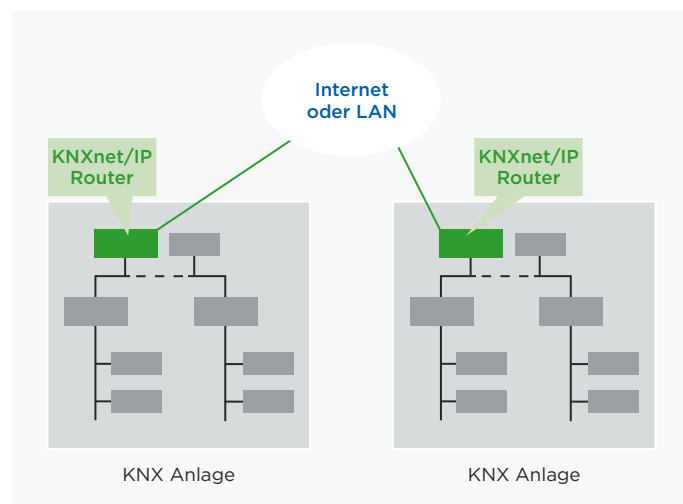 Internet
oder LAN
KNXnet/IP
Router
KNXnet/IP
Router
KNX Anlage
KNX Anlage